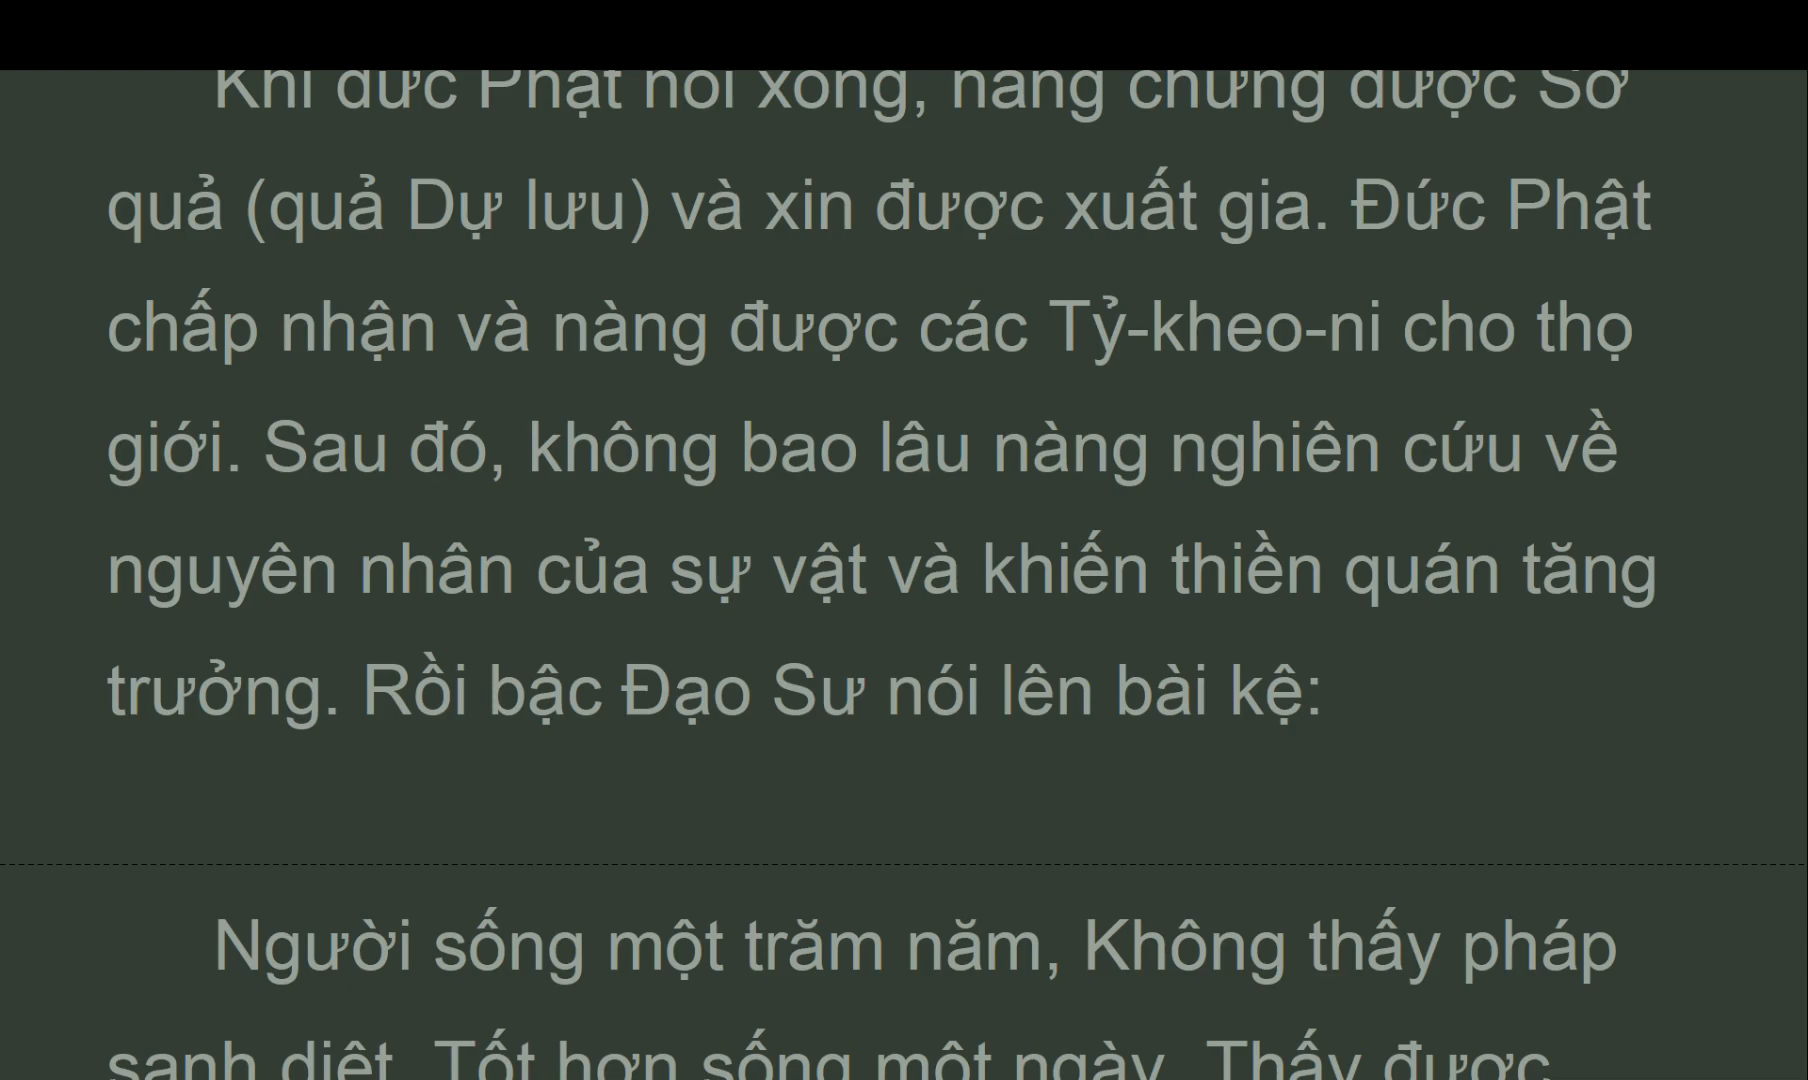 Khi đức Phật nói xong, nàng chứng được Sơ
quả (quả Dự lưu) và xin được xuất gia. Đức Phật
chấp nhận và nàng được các Tỷ-kheo-ni cho thọ
giới. Sau đó, không bao lâu nàng nghiên cứu về
nguyên nhân của sự vật và khiến thiền quán tăng
trưởng. Rồi bậc Đạo Sư nói lên bài kệ:
Người sống một trăm năm, Không thấy pháp
sanh diệt, Tốt hơn sống một ngày, Thấy được